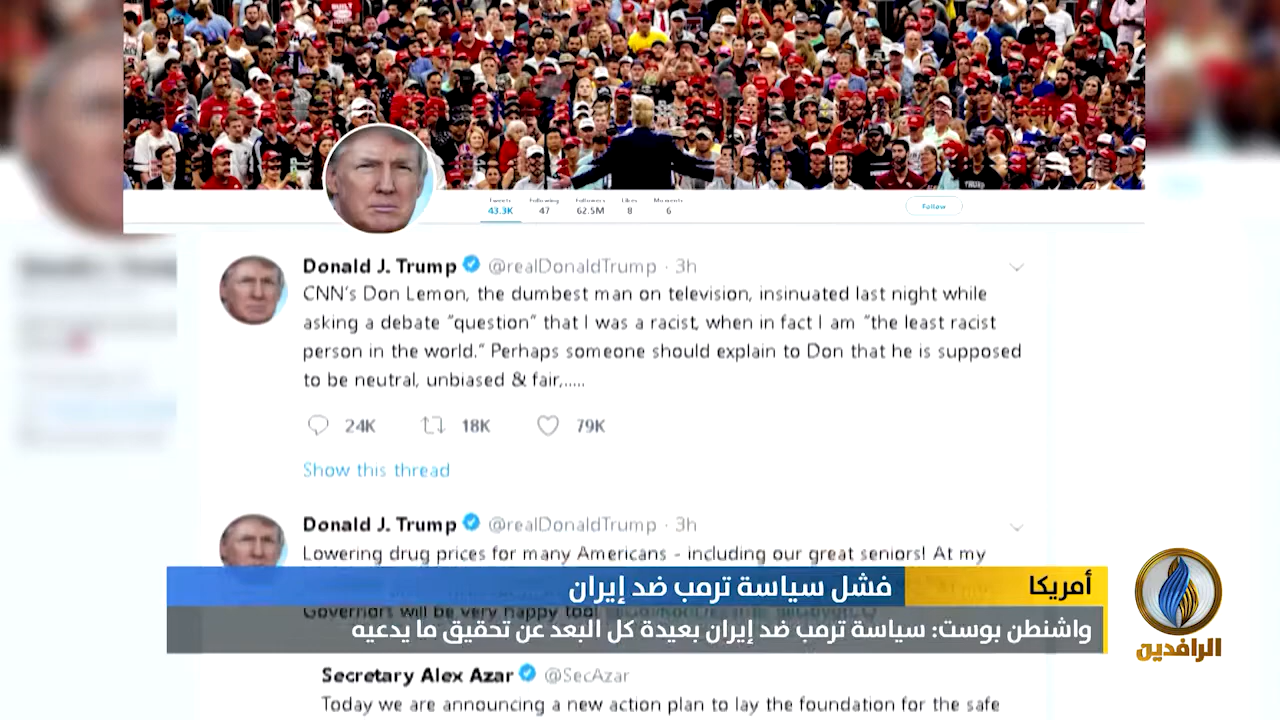 Tweets Following Followers Likes Moments
43.3K 47 62.5M 8 6
Follow
Donald J. Trump @realDonaldTrump · 3h
CNN's Don Lemon, the dumbest man on television, insinuated last night while
asking a debate "question" that I was a racist, when in fact I am "the least racist
person in the world." Perhaps someone should explain to Don that he is supposed
to be neutral, unbiased & fair,.....
24K 18K 79K
Show this thread
Donald J. Trump @realDonaldTrump · 3h
Lowering drug prices for many Americans - including our great seniors! At my
أمريكا
فشل سياسة ترمب ضد إيران
Governors will be very happy too!
واشنطن بوست: سياسة ترمب ضد إيران بعيدة كل البعد عن تحقيق ما يدعيه
الرافدين
Secretary Alex Azar @SecAzar
Today we are announcing a new action plan to lay the foundation for the safe